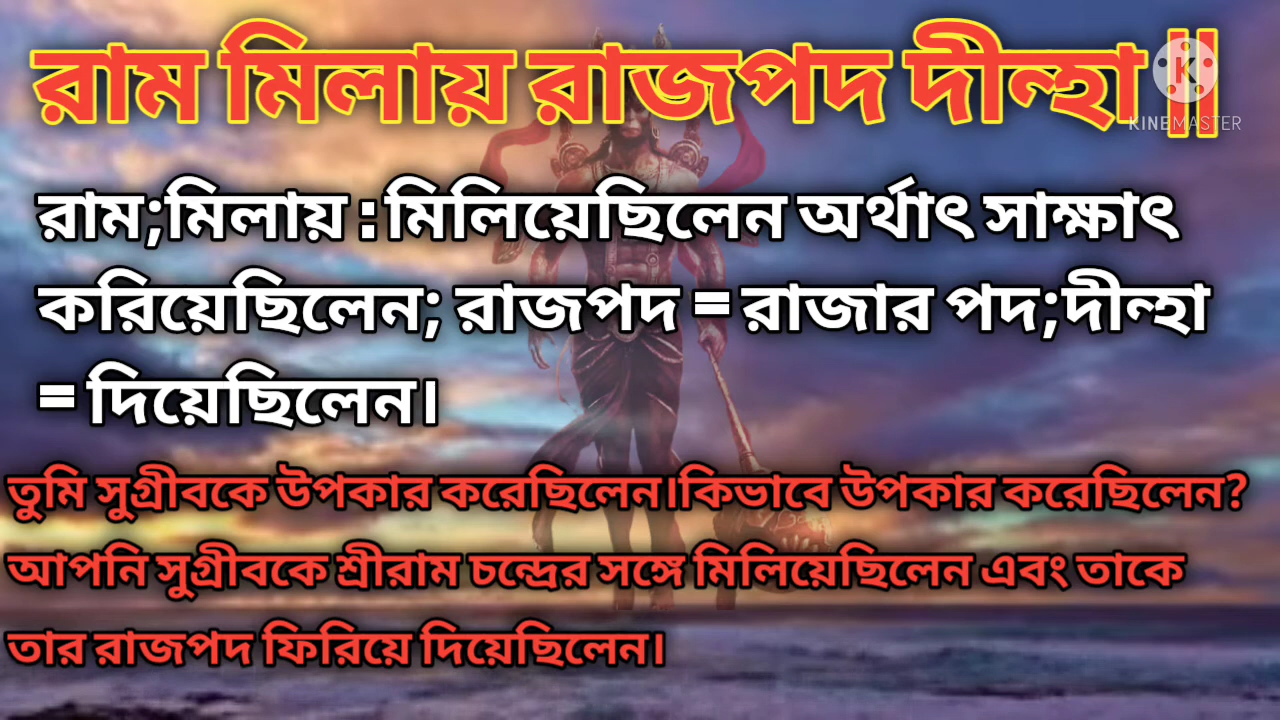 রাম মিলায় রাজপদ দীন্হা॥
KINEMASTER
রাম;মিলায় : মিলিয়েছিলেন অর্থাৎ সাক্ষাৎ
করিয়েছিলেন; রাজপদ = রাজার পদ;দীন্হা
= দিয়েছিলেন।
তুমি সুগ্রীবকে উপকার করেছিলেন।কিভাবে উপকার করেছিলেন?
আপনি সুগ্রীবকে শ্রীরাম চন্দ্রের সঙ্গে মিলিয়েছিলেন এবং তাকে
তার রাজপদ ফিরিয়ে দিয়েছিলেন।